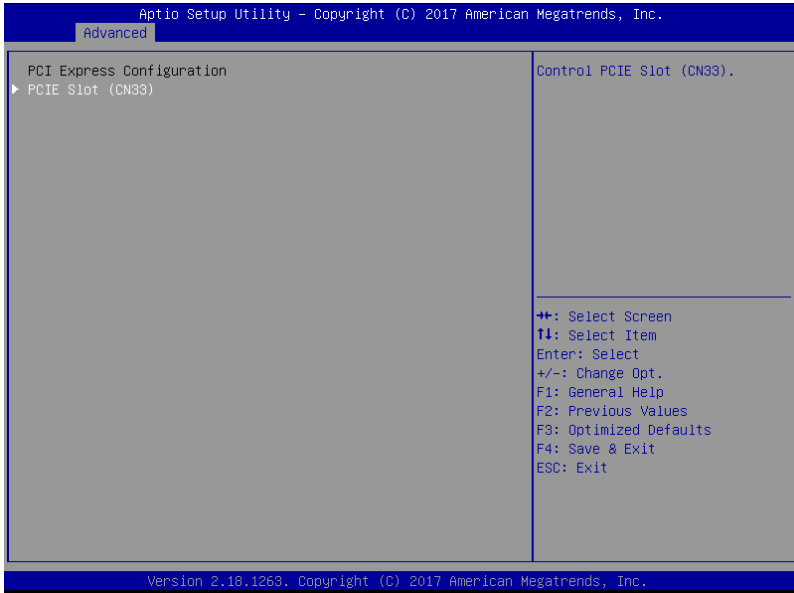 Aptio Setup Utility – Copyright (C) 2017 American Megatrends, Inc.
Advanced
PCI Express Configuration
PCIE Slot (CN33)
Control PCIE Slot (CN33).
→←: Select Screen
↑↓: Select Item
Enter: Select
+/-: Change Opt.
F1: General Help
F2: Previous Values
F3: Optimized Defaults
F4: Save & Exit
ESC: Exit
Version 2.18.1263. Copyright (C) 2017 American Megatrends, Inc.